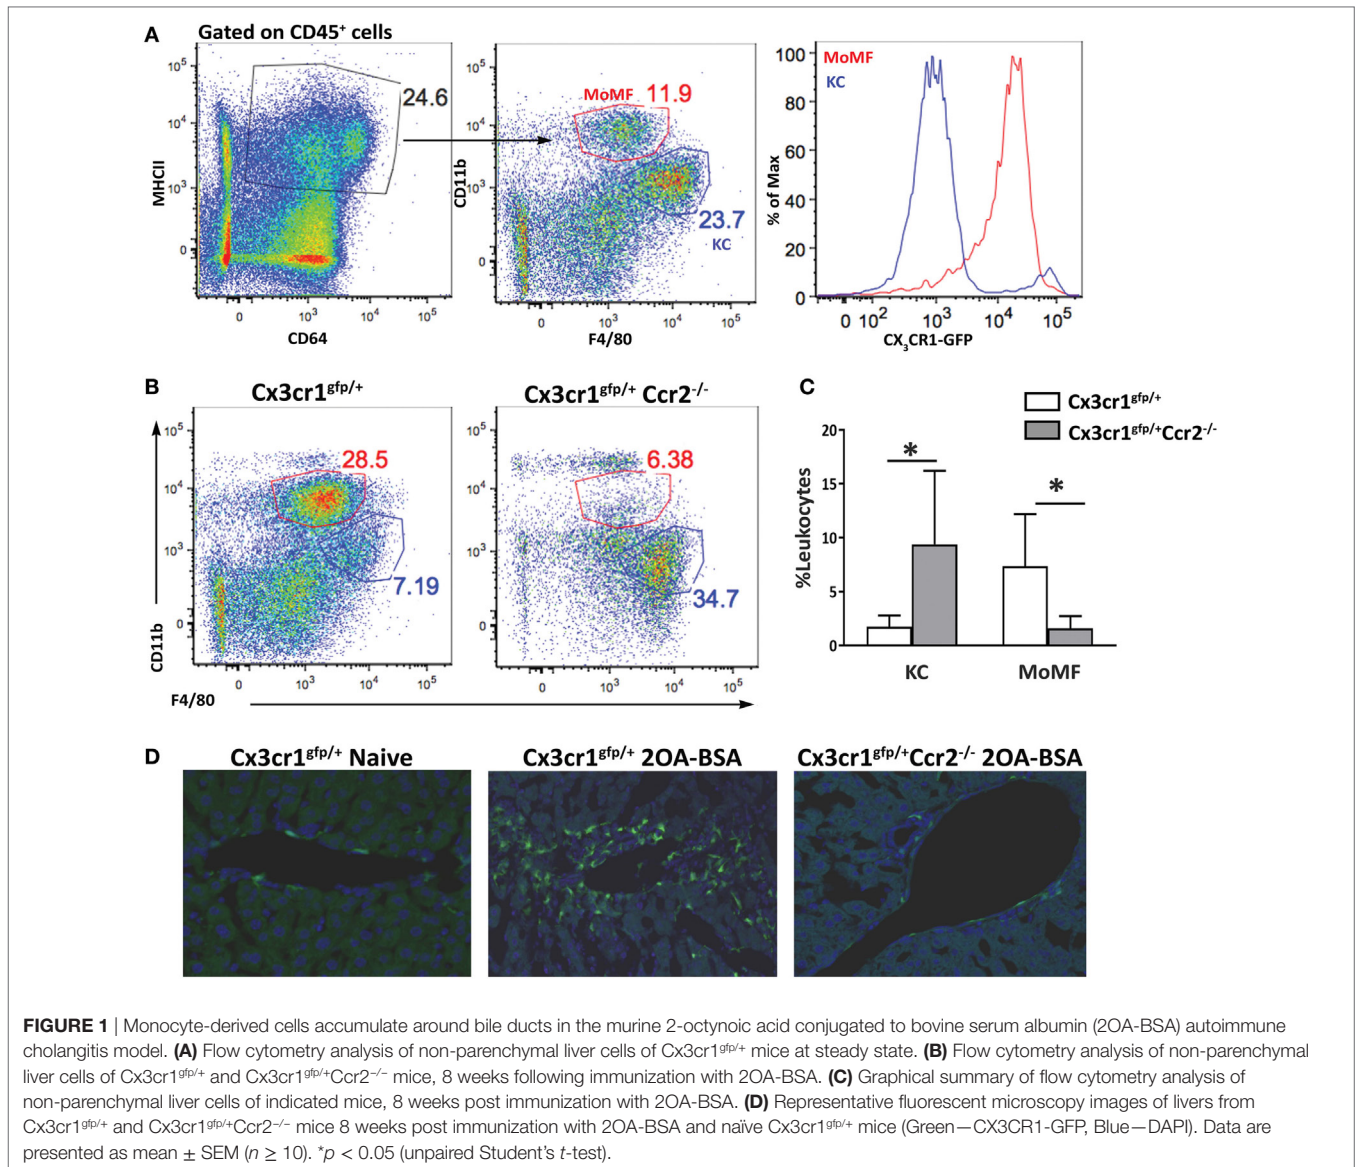 A
Gated on CD45⁺ cells
10⁵
10⁴
10³
0
MHCII
24.6
0
10³
10⁴
10⁵
CD64
10⁵
10⁴
10³
0
CD11b
MoMF 11.9
23.7
KC
0
10³
10⁴
10⁵
F4/80
MoMF
KC
100
80
60
40
20
0
% of Max
0 10² 10³ 10⁴ 10⁵
CX₃CR1-GFP
B
Cx3cr1ᵍᶠᵖ/⁺
Cx3cr1ᵍᶠᵖ/⁺ Ccr2⁻/⁻
10⁵
10⁴
10³
0
CD11b
28.5
7.19
0
10³
10⁴
10⁵
10⁵
10⁴
10³
0
6.38
34.7
0
10³
10⁴
10⁵
F4/80
C
Cx3cr1ᵍᶠᵖ/⁺
Cx3cr1ᵍᶠᵖ/⁺Ccr2⁻/⁻
20
15
10
5
0
%Leukocytes
*
*
KC
MoMF
D
Cx3cr1ᵍᶠᵖ/⁺ Naive
Cx3cr1ᵍᶠᵖ/⁺ 2OA-BSA
Cx3cr1ᵍᶠᵖ/⁺Ccr2⁻/⁻ 2OA-BSA
FIGURE 1 | Monocyte-derived cells accumulate around bile ducts in the murine 2-octynoic acid conjugated to bovine serum albumin (2OA-BSA) autoimmune
cholangitis model. (A) Flow cytometry analysis of non-parenchymal liver cells of Cx3cr1ᵍᶠᵖ/⁺ mice at steady state. (B) Flow cytometry analysis of non-parenchymal
liver cells of Cx3cr1ᵍᶠᵖ/⁺ and Cx3cr1ᵍᶠᵖ/⁺Ccr2⁻/⁻ mice, 8 weeks following immunization with 2OA-BSA. (C) Graphical summary of flow cytometry analysis of
non-parenchymal liver cells of indicated mice, 8 weeks post immunization with 2OA-BSA. (D) Representative fluorescent microscopy images of livers from
Cx3cr1ᵍᶠᵖ/⁺ and Cx3cr1ᵍᶠᵖ/⁺Ccr2⁻/⁻ mice 8 weeks post immunization with 2OA-BSA and naïve Cx3cr1ᵍᶠᵖ/⁺ mice (Green—CX3CR1-GFP, Blue—DAPI). Data are
presented as mean ± SEM (n ≥ 10). *p < 0.05 (unpaired Student's t-test).